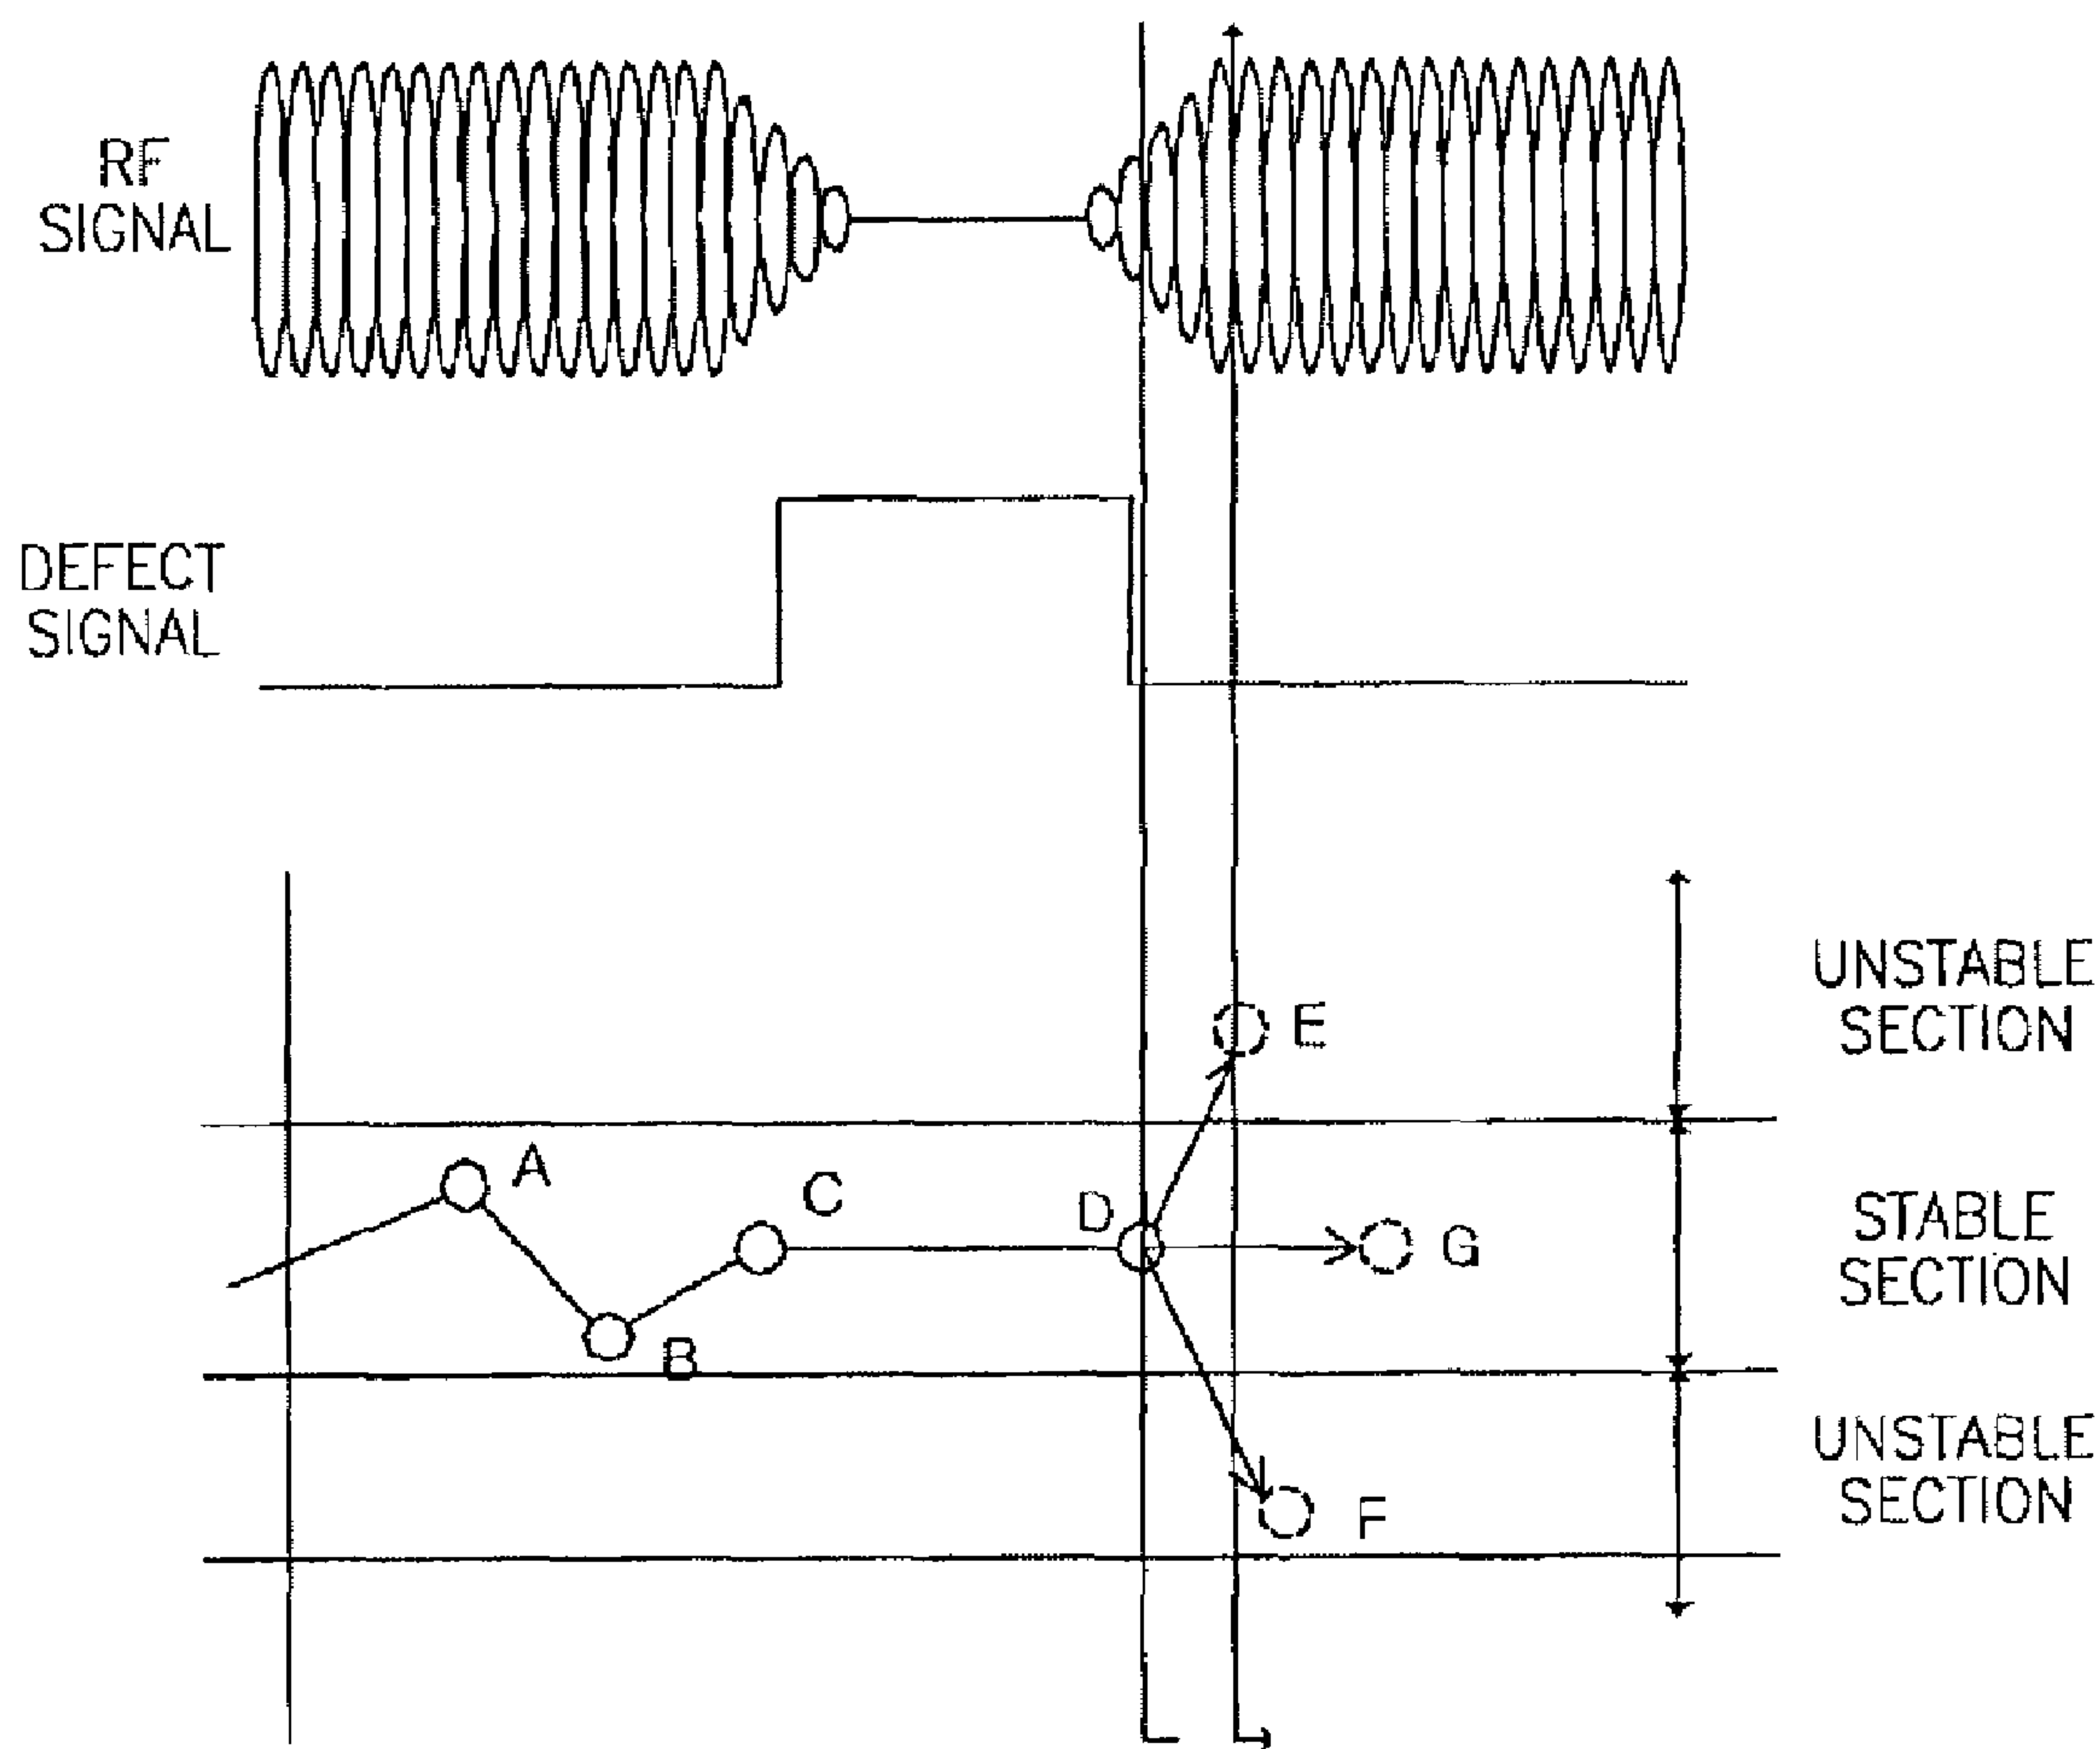 RF
SIGNAL
DEFECT
SIGNAL
UNSTABLE
SECTION
E
A
C
D
G
STABLE
SECTION
B
UNSTABLE
SECTION
F